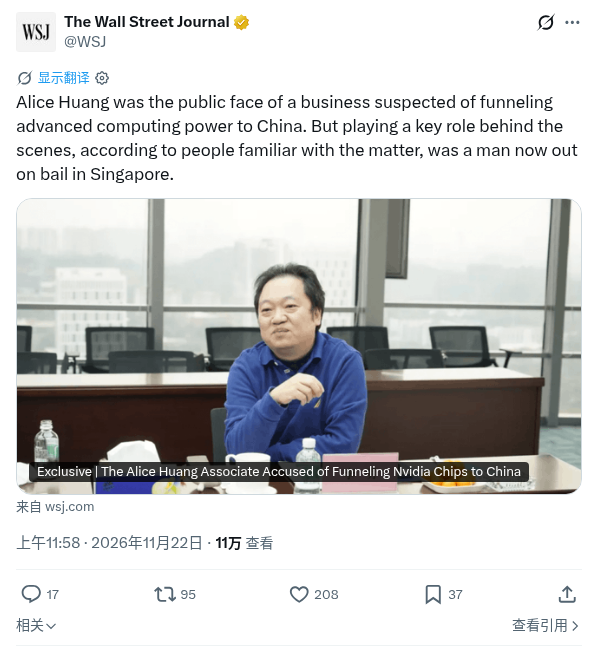 WSJ
The Wall Street Journal
@WSJ
显示翻译
Alice Huang was the public face of a business suspected of funneling
advanced computing power to China. But playing a key role behind the
scenes, according to people familiar with the matter, was a man now out
on bail in Singapore.
Exclusive | The Alice Huang Associate Accused of Funneling Nvidia Chips to China
来自 wsj.com
上午11:58 · 2026年11月22日 · 11万 查看
17 95 208 37
相关 查看引用